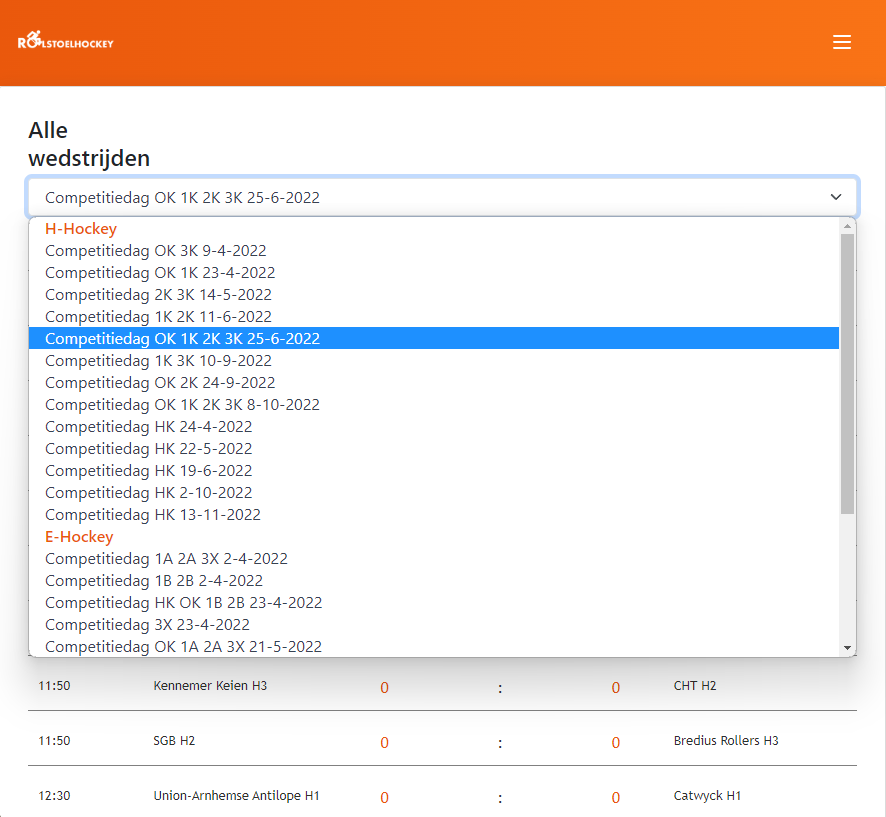 ROLSTOELHOCKEY
Alle
wedstrijden
Competitiedag OK 1K 2K 3K 25-6-2022
H-Hockey
Competitiedag OK 3K 9-4-2022
Competitiedag OK 1K 23-4-2022
Competitiedag 2K 3K 14-5-2022
Competitiedag 1K 2K 11-6-2022
Competitiedag OK 1K 2K 3K 25-6-2022
Competitiedag 1K 3K 10-9-2022
Competitiedag OK 2K 24-9-2022
Competitiedag OK 1K 2K 3K 8-10-2022
Competitiedag HK 24-4-2022
Competitiedag HK 22-5-2022
Competitiedag HK 19-6-2022
Competitiedag HK 2-10-2022
Competitiedag HK 13-11-2022
E-Hockey
Competitiedag 1A 2A 3X 2-4-2022
Competitiedag 1B 2B 2-4-2022
Competitiedag HK OK 1B 2B 23-4-2022
Competitiedag 3X 23-4-2022
Competitiedag OK 1A 2A 3X 21-5-2022
11:50 Kennemer Keien H3 0 : 0 CHT H2
11:50 SGB H2 0 : 0 Bredius Rollers H3
12:30 Union-Arnhemse Antilope H1 0 : 0 Catwyck H1